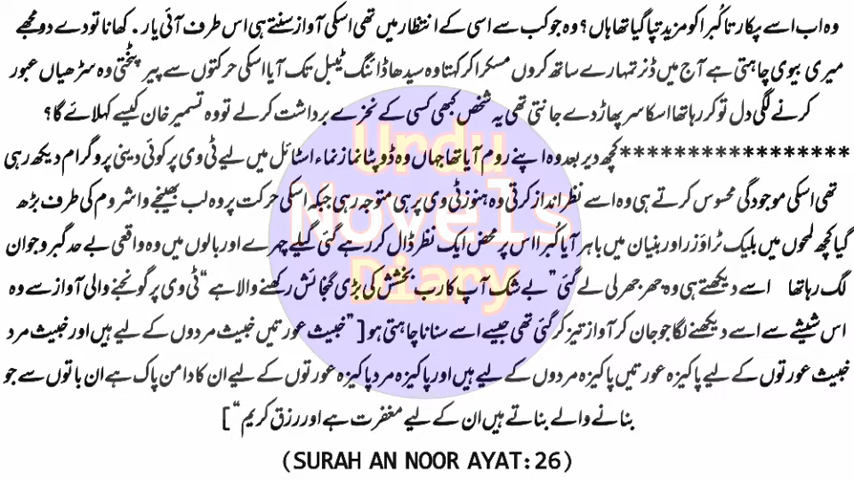 وہ اب اسے پکارتا کُبرا کو مزید تپا گیا تھا ہاں؟ وہ جو کب سے اسی کے انتظار میں تھی اسکی آواز سنتے ہی اس طرف آئی یار . کھانا تو دے دو مجھے
میری بیوی چاہتی ہے آج میں ڈنر تمہارے ساتھ کروں مسکرا کر کہتا وہ سیدھا ڈائننگ ٹیبل تک آیا اسکی حرکتوں سے پیر پٹختی وہ سڑھیاں عبور
کرنے لگی دل تو کر رہا تھا اسکا سر پھاڑ دے جانتی تھی یہ شخص کبھی کسی کے نخرے برداشت کر لے تو وہ تسمیر خان کیسے کہلائے گا؟
*****************کچھ دیر بعد وہ اپنے روم آیا تھا جہاں وہ ڈوپٹا نماز نماء اسٹائل میں لیے ٹی وی پر کوئی دینی پروگرام دیکھ رہی
تھی اسکی موجودگی محسوس کرتے ہی وہ اسے نظر انداز کرتی وہ ہنوز ٹی وی پر ہی متوجہ رہی جبکہ اسکی حرکت پر وہ لب بھینچے واشروم کی طرف بڑھ
گیا کچھ لمحوں میں بلیک ٹراؤزر اور بنیان میں باہر آیا کُبرا اس پر محض ایک نظر ڈال کر رہے گئی گیلے چہرے اور بالوں میں وہ واقعی بے حد گبرو جوان
لگ رہا تھا اسے دیکھتے ہی وہ جھرجھری لے گئی ”بے شک آپ کا رب بخشش کی بڑی گنجائش رکھنے والا ہے“ ٹی وی پر گونجنے والی آواز سے وہ
اس شیشے سے اسے دیکھنے لگا جو جان کر آواز تیز کر گئی تھی جیسے اسے سنانا چاہتی ہو [ ”خبیث عورتیں خبیث مردوں کے لیے ہیں اور خبیث مرد
خبیث عورتوں کے لیے پاکیزہ عورتیں پاکیزہ مردوں کے لیے ہیں اور پاکیزہ مرد پاکیزہ عورتوں کے لیے ان کا دامن پاک ہے ان باتوں سے جو
بنانے والے بناتے ہیں ان کے لیے مغفرت ہے اور رزق کریم“ ]
(SURAH AN NOOR AYAT:26)
Urdu
Novels
Diary